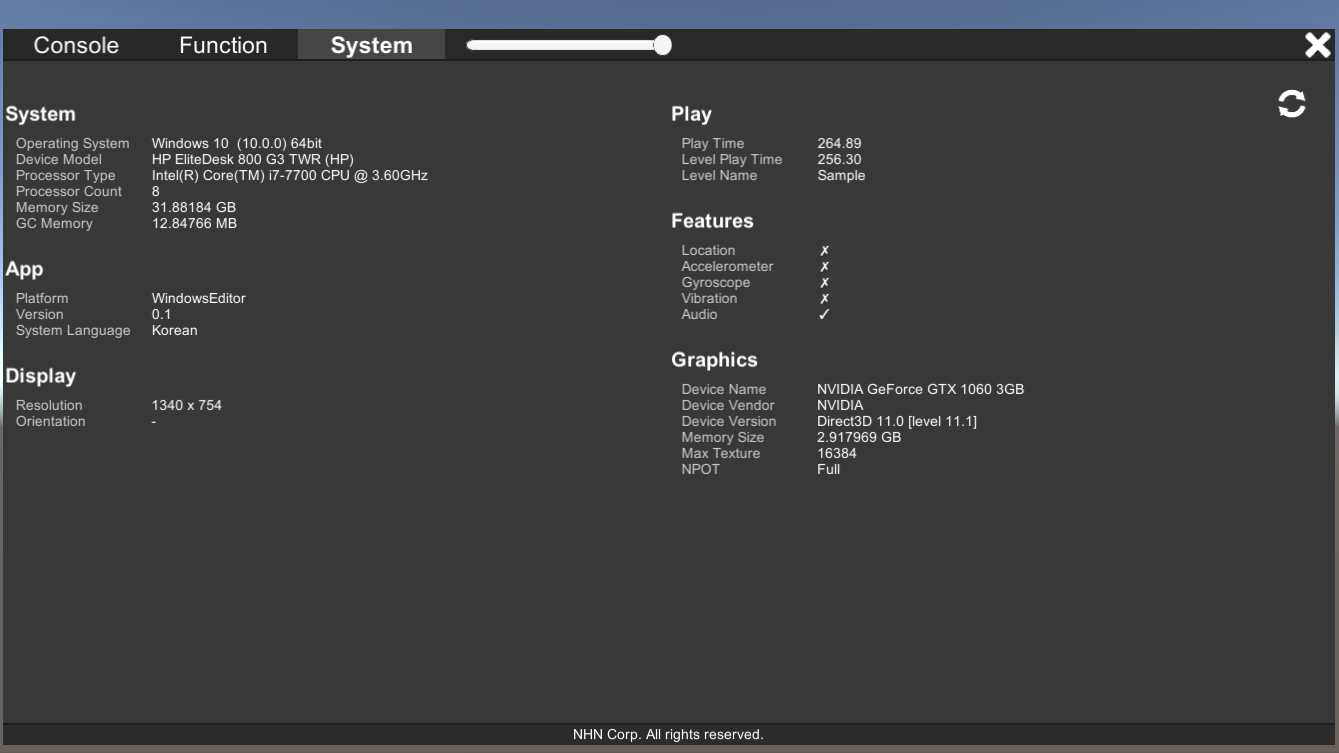 Console Function System
System
Operating System Windows 10  (10.0.0) 64bit
Device Model HP EliteDesk 800 G3 TWR (HP)
Processor Type Intel(R) Core(TM) i7-7700 CPU @ 3.60GHz
Processor Count 8
Memory Size 31.88184 GB
GC Memory 12.84766 MB
App
Platform WindowsEditor
Version 0.1
System Language Korean
Display
Resolution 1340 x 754
Orientation -
Play
Play Time 264.89
Level Play Time 256.30
Level Name Sample
Features
Location ✗
Accelerometer ✗
Gyroscope ✗
Vibration ✗
Audio ✓
Graphics
Device Name NVIDIA GeForce GTX 1060 3GB
Device Vendor NVIDIA
Device Version Direct3D 11.0 [level 11.1]
Memory Size 2.917969 GB
Max Texture 16384
NPOT Full
NHN Corp. All rights reserved.